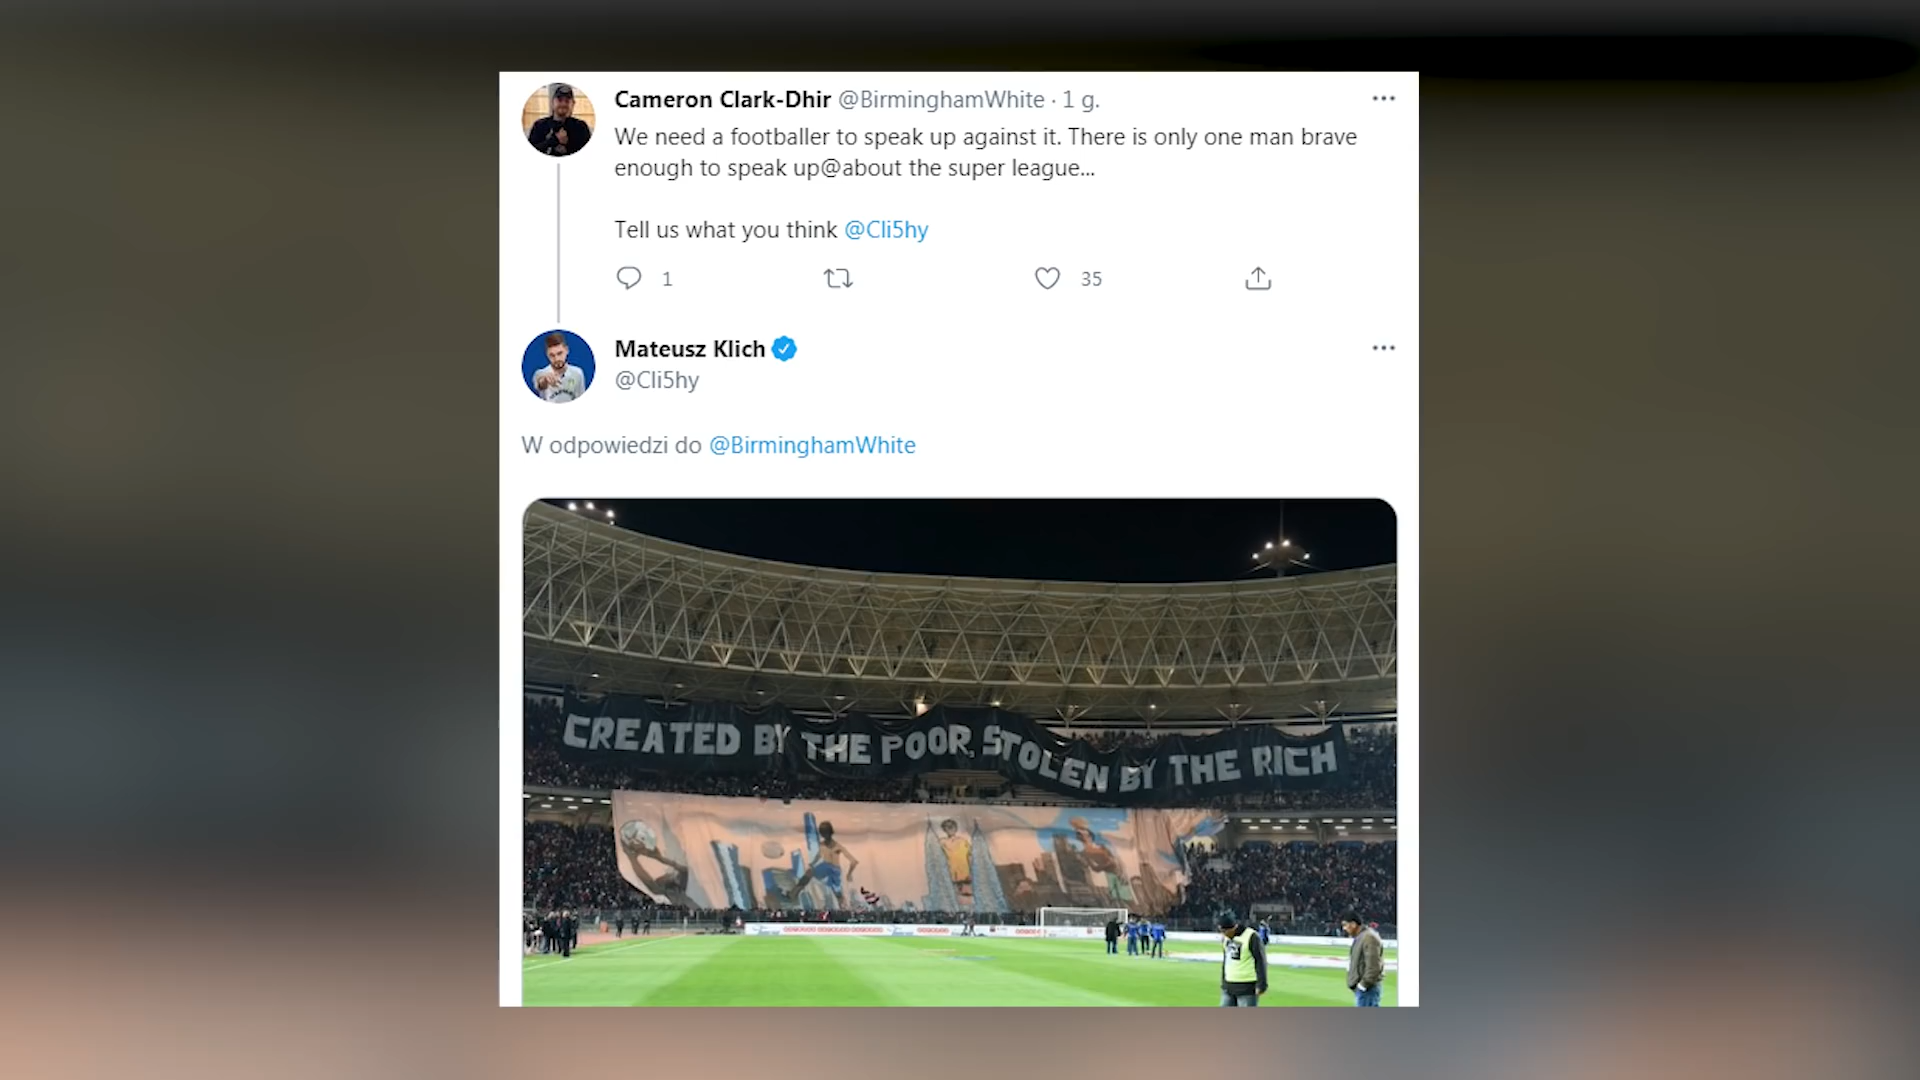 Cameron Clark-Dhir @BirminghamWhite · 1 g.
We need a footballer to speak up against it. There is only one man brave
enough to speak up@about the super league...
Tell us what you think @Cli5hy
1 35
Mateusz Klich
@Cli5hy
W odpowiedzi do @BirminghamWhite
CREATED BY THE POOR, STOLEN BY THE RICH